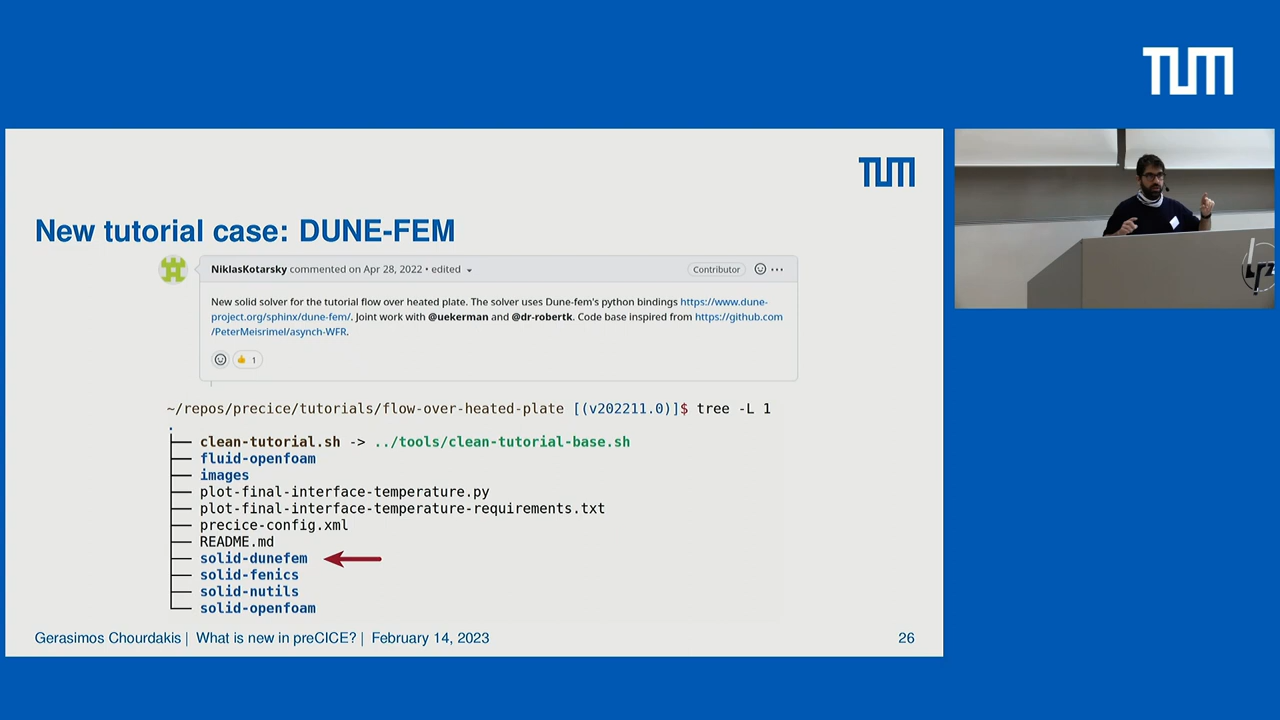 TUM
TUM
New tutorial case: DUNE-FEM
NiklasKotarsky commented on Apr 28, 2022 • edited
Contributor
New solid solver for the tutorial flow over heated plate. The solver uses Dune-fem's python bindings https://www.dune-
project.org/sphinx/dune-fem/. Joint work with @uekerman and @dr-robertk. Code base inspired from https://github.com
/PeterMeisrimel/asynch-WFR.
👍 1
~/repos/precice/tutorials/flow-over-heated-plate [(v202211.0)]$ tree -L 1
.
├── clean-tutorial.sh -> ../tools/clean-tutorial-base.sh
├── fluid-openfoam
├── images
├── plot-final-interface-temperature.py
├── plot-final-interface-temperature-requirements.txt
├── precice-config.xml
├── README.md
├── solid-dunefem
├── solid-fenics
├── solid-nutils
└── solid-openfoam
Gerasimos Chourdakis | What is new in preCICE? | February 14, 2023
26
lrz